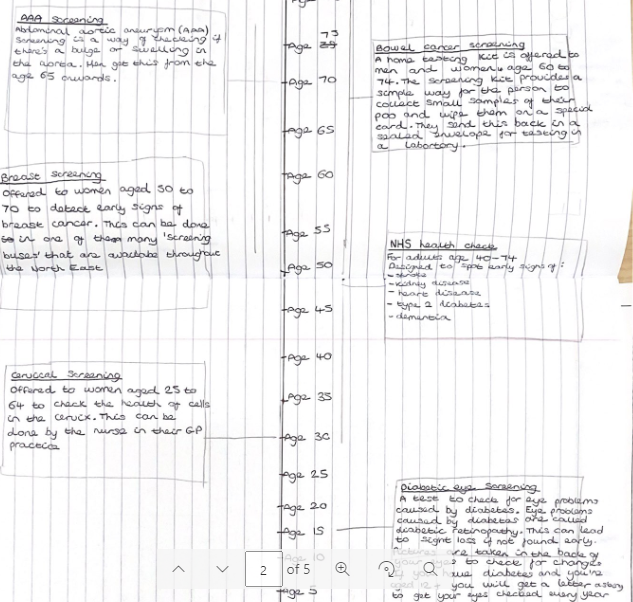 AAA Screening
Abdominal aortic aneurysm (AAA)
Screening is a way of checking if
there's a bulge or swelling in
the aorta. Men get this from the
age 65 onwards.
Breast Screening
Offered to women aged 50 to
70 to detect early signs of
breast cancer. This can be done
in one of the many 'screening
buses' that are available throughout
the North East
Cervical Screening
Offered to women aged 25 to
64 to check the health of cells
in the cervix. This can be
done by the nurse in their GP
practice
75
Age
Age 70
Age 65
Age 60
Age 55
Age 50
Age 45
Age 40
Age 35
Age 30
Age 25
Age 20
Age 15
Age 10
Age 5
Bowel cancer screening
A home testing kit is offered to
men and women age 60 to
74. The screening kit provides a
simple way for the person to
collect small samples of their
poo and wipe them on a special
card. They send this back in a
sealed envelope for testing in
a labortory.
NHS health check
For adults age 40-74
Designed to spot early signs of:
- stroke
- kidney disease
- heart disease
- type 2 diabetes
- dementia
Diabetic eye screening
A test to check for eye problems
caused by diabetes. Eye problems
caused by diabetes are called
diabetic retinopathy. This can lead
to sight loss if not found early.
Pictures are taken in the back of
your eyes to check for changes
If you have diabetes and you're
aged 12+ you will get a letter asking
to get your eyes checked every year
2 of 5